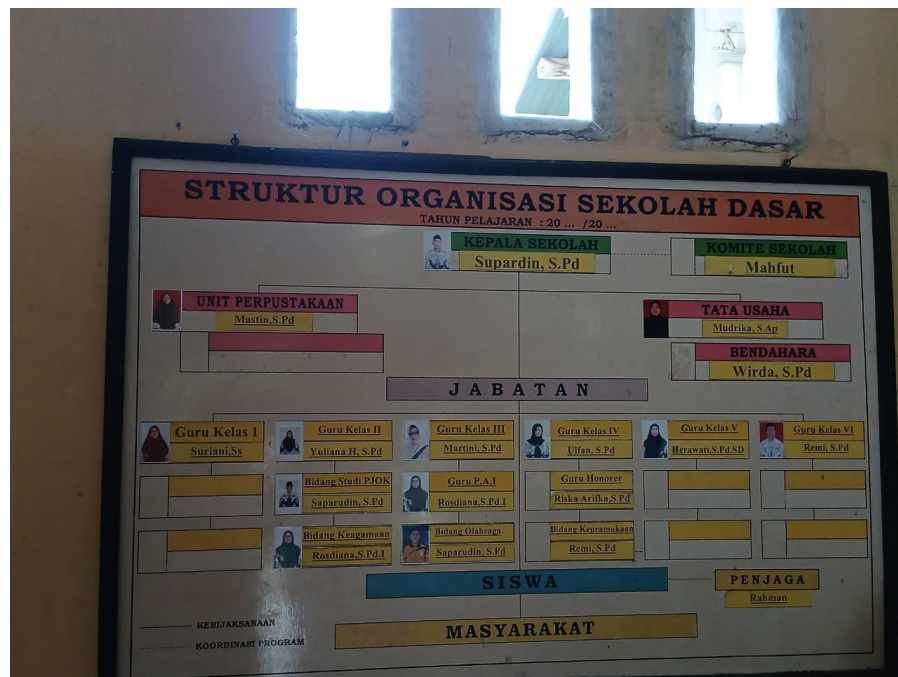 STRUKTUR ORGANISASI SEKOLAH DASAR
TAHUN PELAJARAN : 20 ... /20 ...
KEPALA SEKOLAH
Supardin, S.Pd
KOMITE SEKOLAH
Mahfut
UNIT PERPUSTAKAAN
Mastin,S.Pd
TATA USAHA
Mudrika, S.Ap
BENDAHARA
Wirda, S.Pd
JABATAN
Guru Kelas 1
Suriani,Ss
Guru Kelas II
Yuliana H, S.Pd
Guru Kelas III
Martini, S.Pd
Guru Kelas IV
Ulfan, S.Pd
Guru Kelas V
Herawati,S.Pd.SD
Guru Kelas VI
Remi, S.Pd
Bidang Studi PJOK
Saparudin, S.Pd
Guru P,A,I
Rosdiana,S.Pd.I
Guru Honorer
Riska Arifka,S.Pd
Bidang Keagamaan
Rosdiana,S.Pd.I
Bidang Olahraga
Saparudin, S.Pd
Bidang Kepramukaan
Remi, S.Pd
SISWA
PENJAGA
Rahman
MASYARAKAT
KEBIJAKSANAAN
KOORDINASI PROGRAM